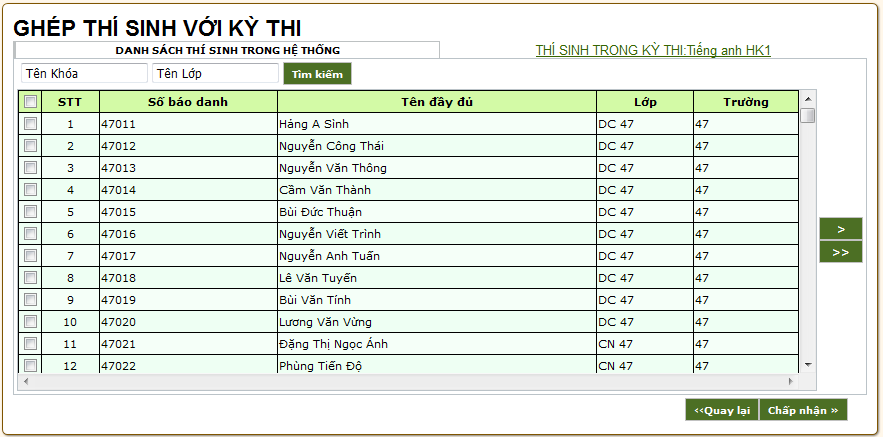 GHÉP THÍ SINH VỚI KỲ THI
DANH SÁCH THÍ SINH TRONG HỆ THỐNG THÍ SINH TRONG KỲ THI:Tiếng anh HK1
Tên Khóa Tên Lớp Tìm kiếm
STT Số báo danh Tên đầy đủ Lớp Trường
1 47011 Háng A Sình DC 47 47
2 47012 Nguyễn Công Thái DC 47 47
3 47013 Nguyễn Văn Thông DC 47 47
4 47014 Cầm Văn Thành DC 47 47
5 47015 Bùi Đức Thuận DC 47 47
6 47016 Nguyễn Viết Trình DC 47 47
7 47017 Nguyễn Anh Tuấn DC 47 47
8 47018 Lê Văn Tuyến DC 47 47
9 47019 Bùi Văn Tính DC 47 47
10 47020 Lương Văn Vừng DC 47 47
11 47021 Đặng Thị Ngọc Ánh CN 47 47
12 47022 Phùng Tiến Độ CN 47 47
>
>>
‹‹Quay lại Chấp nhận »